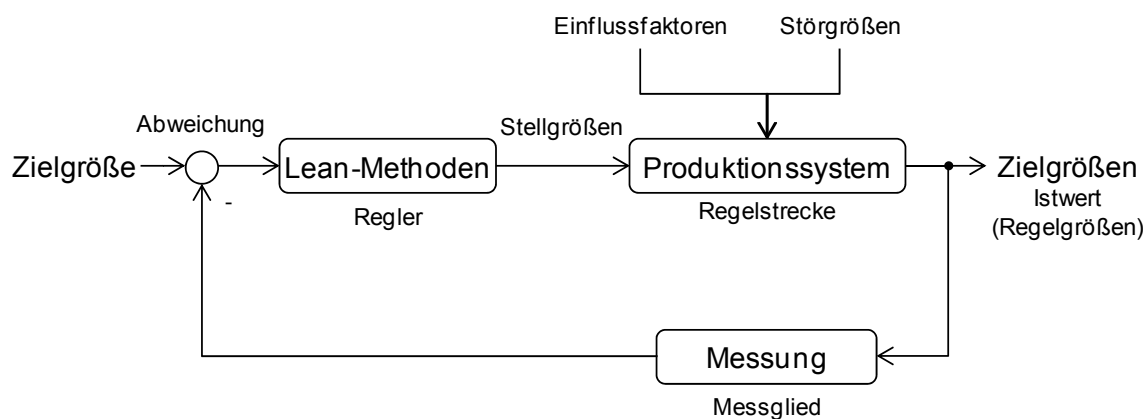 Einflussfaktoren
Störgrößen
Abweichung
Stellgrößen
Zielgröße
Lean-Methoden
Produktionssystem
Zielgrößen
-
Regler
Regelstrecke
Istwert
(Regelgrößen)
Messung
Messglied